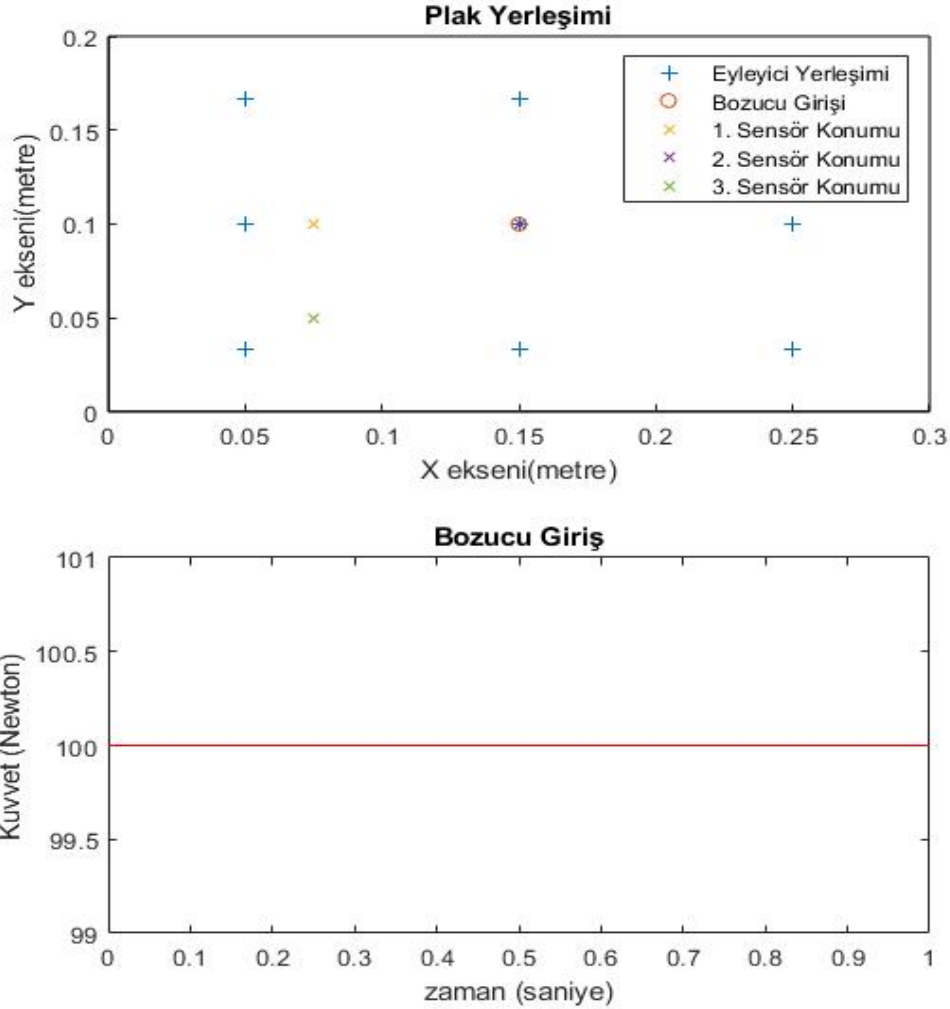 Plak Yerleşimi
0.2
0.15
0.1
0.05
0
Y ekseni(metre)
Eyleyici Yerleşimi
Bozucu Girişi
1. Sensör Konumu
2. Sensör Konumu
3. Sensör Konumu
0 0.05 0.1 0.15 0.2 0.25 0.3
X ekseni(metre)
Bozucu Giriş
101
100.5
100
99.5
99
Kuvvet (Newton)
0 0.1 0.2 0.3 0.4 0.5 0.6 0.7 0.8 0.9 1
zaman (saniye)